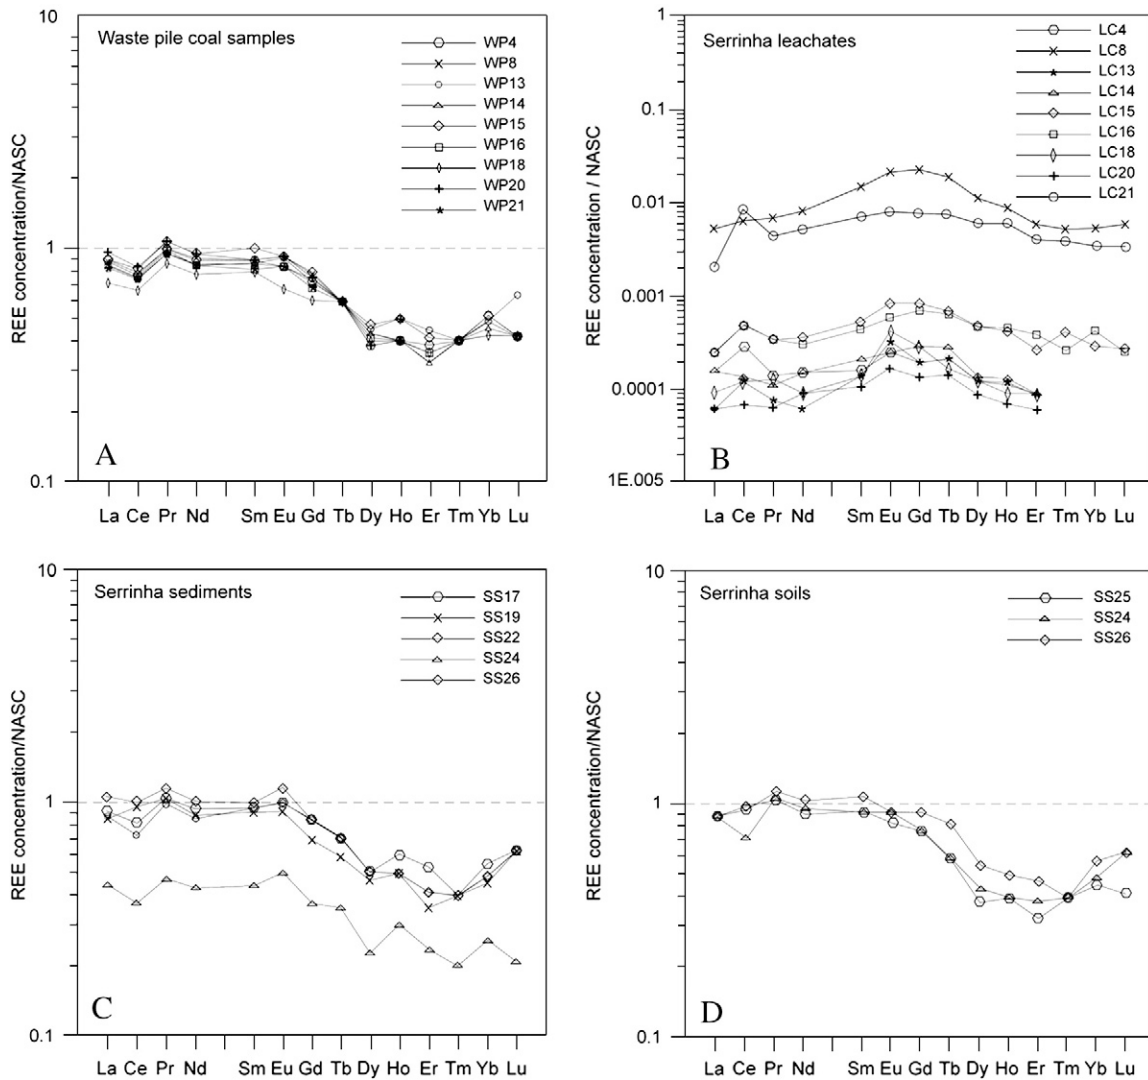 Waste pile coal samples
WP4
WP8
WP13
WP14
WP15
WP16
WP18
WP20
WP21
REE concentration/NASC
10
1
0.1
A
La Ce Pr Nd Sm Eu Gd Tb Dy Ho Er Tm Yb Lu
Serrinha leachates
LC4
LC8
LC13
LC14
LC15
LC16
LC18
LC20
LC21
REE concentration / NASC
1
0.1
0.01
0.001
0.0001
1E.005
B
La Ce Pr Nd Sm Eu Gd Tb Dy Ho Er Tm Yb Lu
Serrinha sediments
SS17
SS19
SS22
SS24
SS26
REE concentration/NASC
10
1
0.1
C
La Ce Pr Nd Sm Eu Gd Tb Dy Ho Er Tm Yb Lu
Serrinha soils
SS25
SS24
SS26
REE concentration/NASC
10
1
0.1
D
La Ce Pr Nd Sm Eu Gd Tb Dy Ho Er Tm Yb Lu